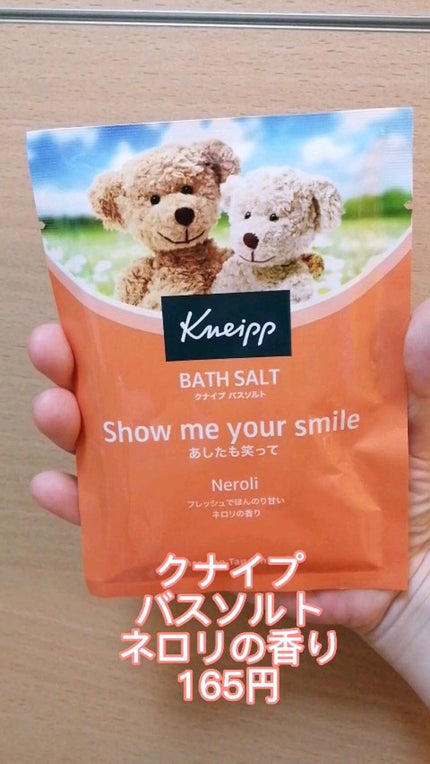 Kneipp
BATH SALT
クナイプ バスソルト
Show me your smile
あしたも笑って
Neroli
フレッシュでほんのり甘い
ネロリの香り
クナイプ
バスソルト
ネロリの香り
165円